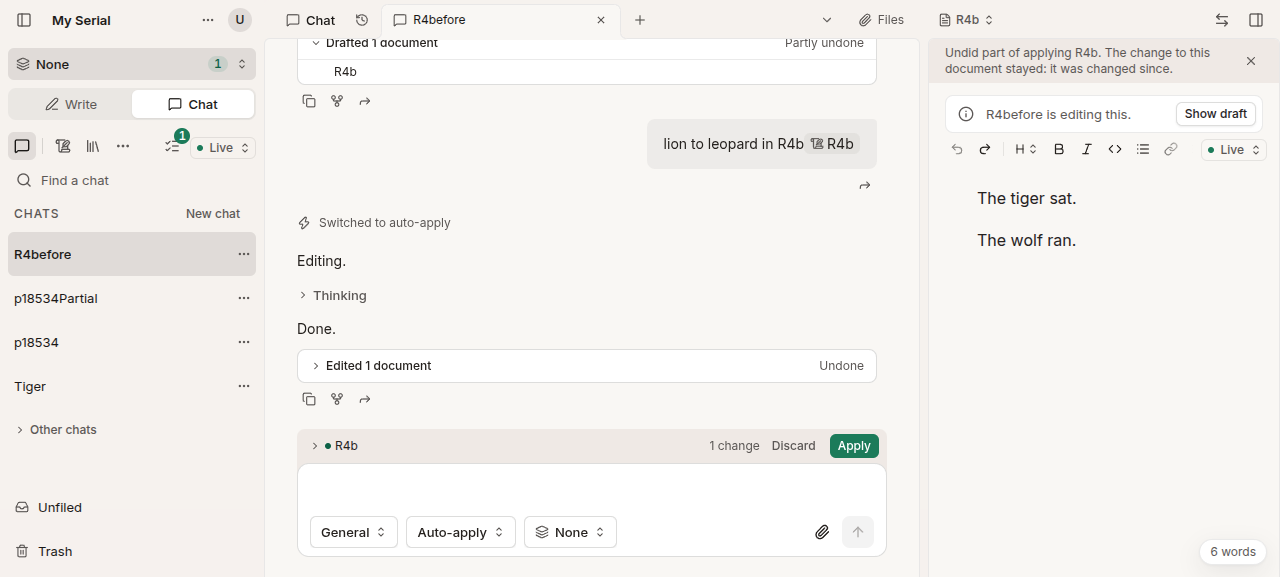 My Serial
U
None
1
Write
Chat
1
Live
Find a chat
CHATS
New chat
R4before
p18534Partial
p18534
Tiger
Other chats
Unfiled
Trash
Chat
R4before
Files
Drafted 1 document
Partly undone
R4b
lion to leopard in R4b R4b
Switched to auto-apply
Editing.
Thinking
Done.
Edited 1 document
Undone
R4b
1 change
Discard
Apply
General
Auto-apply
None
R4b
Undid part of applying R4b. The change to this
document stayed: it was changed since.
R4before is editing this.
Show draft
H
B
I
Live
The tiger sat.
The wolf ran.
6 words